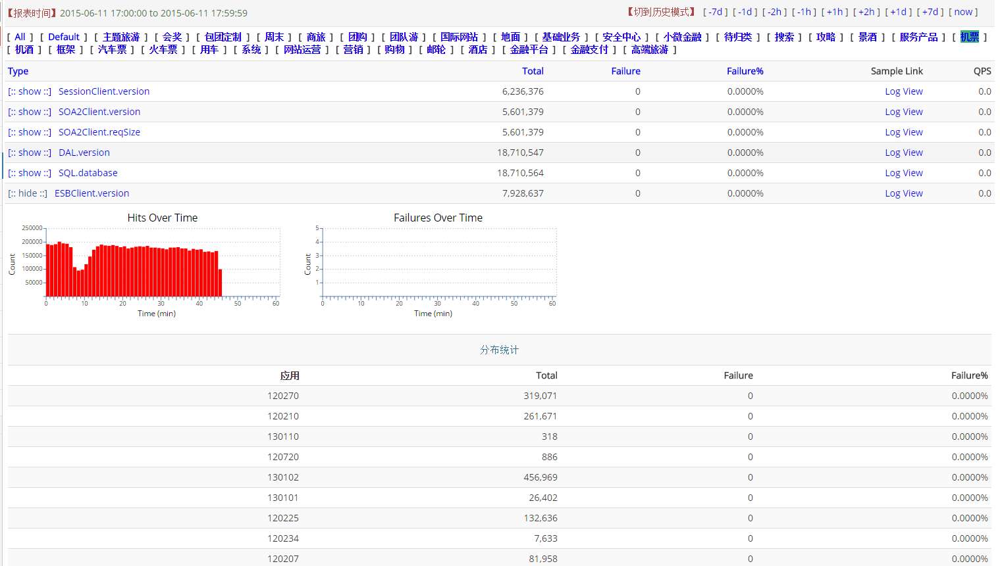 【报表时间】2015-06-11 17:00:00 to 2015-06-11 17:59:59 【切到历史模式】 [ -7d ] [ -1d ] [ -2h ] [ -1h ] [ +1h ] [ +2h ] [ +1d ] [ +7d ] [ now ]
[ All ] [ Default ] [ 主题旅游 ] [ 会奖 ] [ 包团定制 ] [ 周末 ] [ 商旅 ] [ 团购 ] [ 团队游 ] [ 国际网站 ] [ 地面 ] [ 基础业务 ] [ 安全中心 ] [ 小微金融 ] [ 待归类 ] [ 搜索 ] [ 攻略 ] [ 景酒 ] [ 服务产品 ] [ 机票 ]
[ 机酒 ] [ 框架 ] [ 汽车票 ] [ 火车票 ] [ 用车 ] [ 系统 ] [ 网站运营 ] [ 营销 ] [ 购物 ] [ 邮轮 ] [ 酒店 ] [ 金融平台 ] [ 金融支付 ] [ 高端旅游 ]
Type Total Failure Failure% Sample Link QPS
[:: show ::] SessionClient.version 6,236,376 0 0.0000% Log View 0.0
[:: show ::] SOA2Client.version 5,601,379 0 0.0000% Log View 0.0
[:: show ::] SOA2Client.reqSize 5,601,379 0 0.0000% Log View 0.0
[:: show ::] DAL.version 18,710,547 0 0.0000% Log View 0.0
[:: show ::] SQL.database 18,710,564 0 0.0000% Log View 0.0
[:: hide ::] ESBClient.version 7,928,637 0 0.0000% Log View 0.0
Hits Over Time
250000
200000
150000
100000
50000
Count
0 10 20 30 40 50 60
Time (min)
Failures Over Time
5
4
3
2
1
Count
0 10 20 30 40 50 60
Time (min)
分布统计
应用 Total Failure Failure%
120270 319,071 0 0.0000%
120210 261,671 0 0.0000%
130110 318 0 0.0000%
120720 886 0 0.0000%
130102 456,969 0 0.0000%
130101 26,402 0 0.0000%
120225 132,636 0 0.0000%
120234 7,633 0 0.0000%
120207 81,958 0 0.0000%